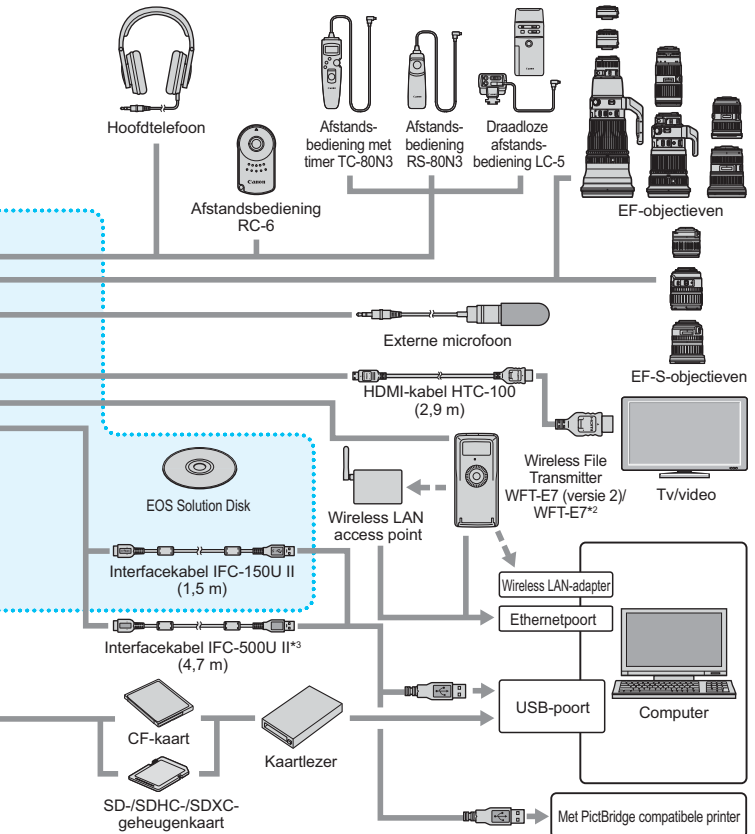 Hoofdtelefoon
Canon
Afstandsbediening
RC-6
Afstands-
bediening met
timer TC-80N3
Afstands-
bediening
RS-80N3
Draadloze
afstands-
bediening LC-5
EF-objectieven
Externe microfoon
EF-S-objectieven
HDMI-kabel HTC-100
(2,9 m)
Wireless File
Transmitter
WFT-E7 (versie 2)/
WFT-E7*2
Tv/video
EOS Solution Disk
Wireless LAN
access point
Interfacekabel IFC-150U II
(1,5 m)
Wireless LAN-adapter
Ethernetpoort
Interfacekabel IFC-500U II*3
(4,7 m)
USB-poort
Computer
CF-kaart
Kaartlezer
SD-/SDHC-/SDXC-
geheugenkaart
Met PictBridge compatibele printer